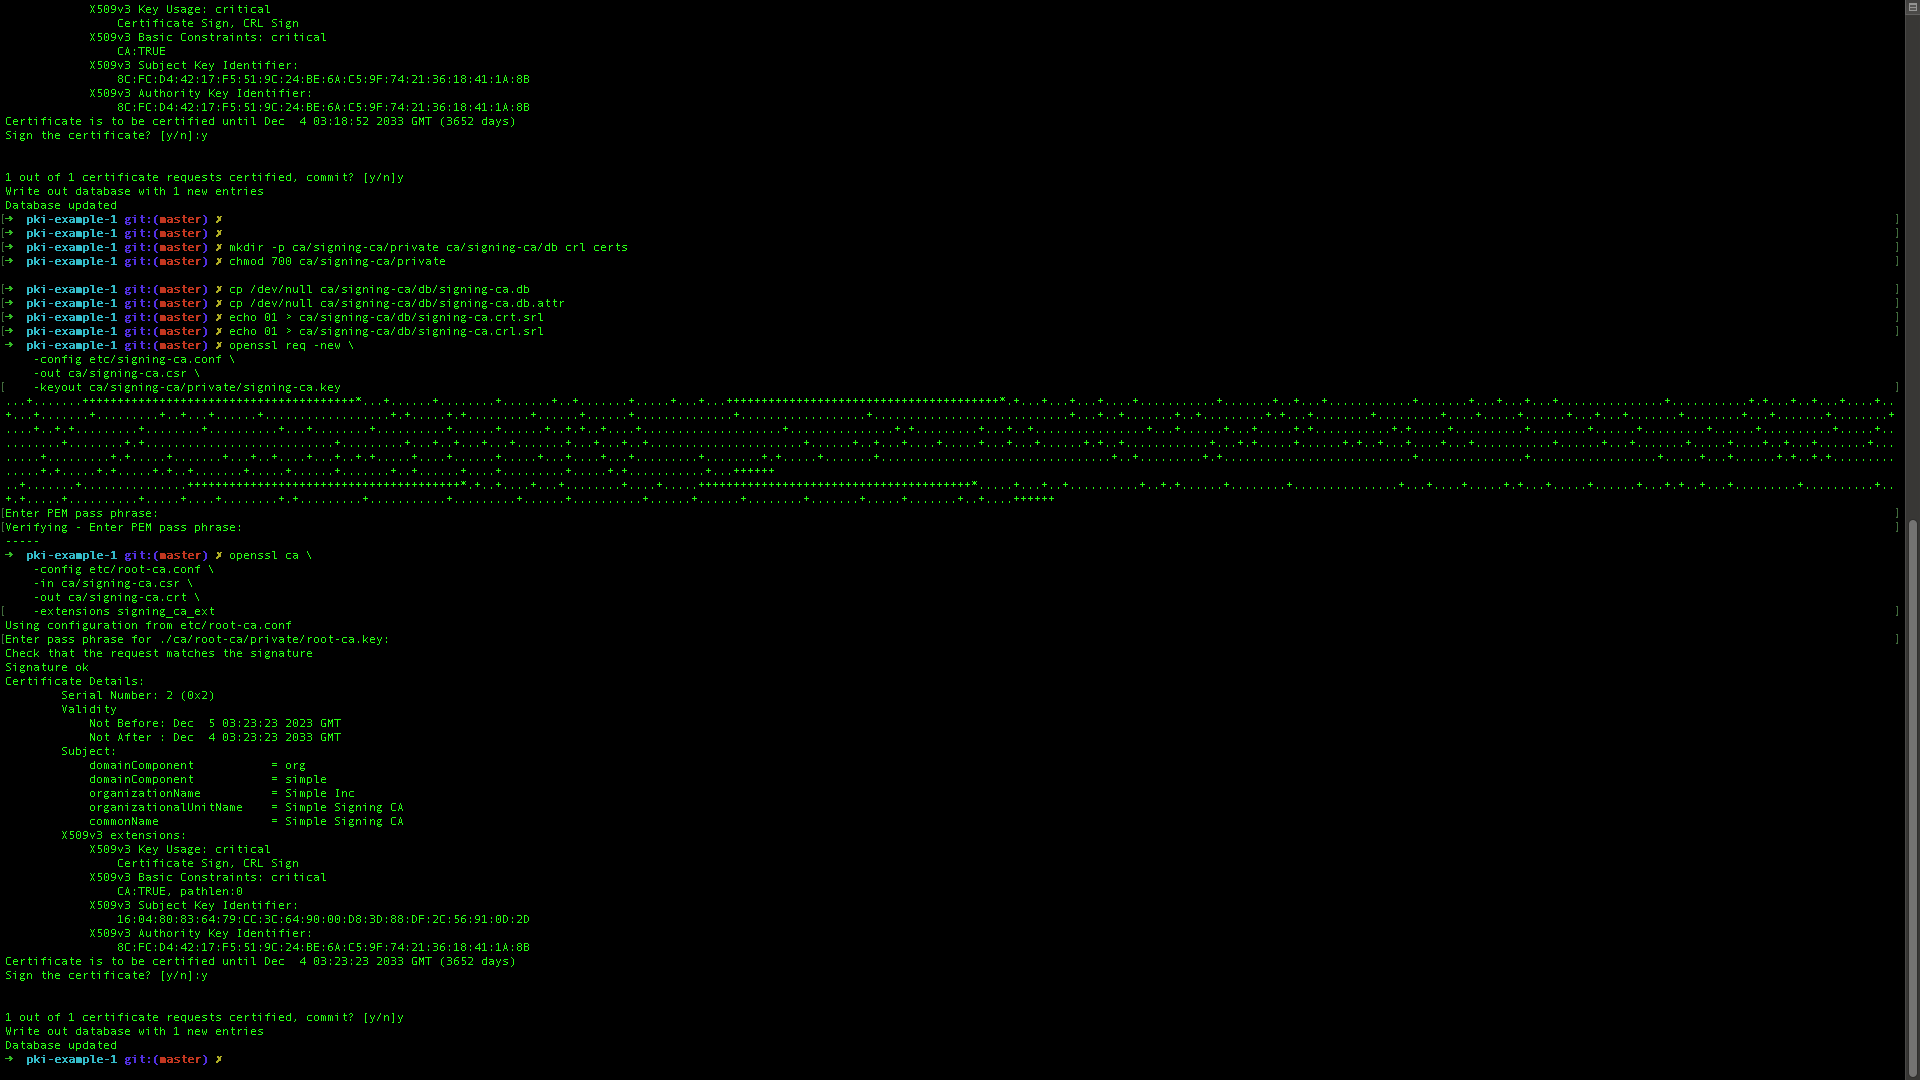 X509v3 Key Usage: critical
Certificate Sign, CRL Sign
X509v3 Basic Constraints: critical
CA:TRUE
X509v3 Subject Key Identifier:
8C:FC:D4:42:17:F5:51:9C:24:BE:6A:C5:9F:74:21:36:18:41:1A:8B
X509v3 Authority Key Identifier:
8C:FC:D4:42:17:F5:51:9C:24:BE:6A:C5:9F:74:21:36:18:41:1A:8B
Certificate is to be certified until Dec  4 03:18:52 2033 GMT (3652 days)
Sign the certificate? [y/n]:y
1 out of 1 certificate requests certified, commit? [y/n]y
Write out database with 1 new entries
Database updated
[➜  pki-example-1 git:(master) ✗ ]
[➜  pki-example-1 git:(master) ✗ ]
[➜  pki-example-1 git:(master) ✗ mkdir -p ca/signing-ca/private ca/signing-ca/db crl certs ]
[➜  pki-example-1 git:(master) ✗ chmod 700 ca/signing-ca/private ]
[➜  pki-example-1 git:(master) ✗ cp /dev/null ca/signing-ca/db/signing-ca.db ]
[➜  pki-example-1 git:(master) ✗ cp /dev/null ca/signing-ca/db/signing-ca.db.attr ]
[➜  pki-example-1 git:(master) ✗ echo 01 > ca/signing-ca/db/signing-ca.crt.srl ]
[➜  pki-example-1 git:(master) ✗ echo 01 > ca/signing-ca/db/signing-ca.crl.srl ]
➜  pki-example-1 git:(master) ✗ openssl req -new \
-config etc/signing-ca.conf \
-out ca/signing-ca.csr \
[    -keyout ca/signing-ca/private/signing-ca.key ]
[Enter PEM pass phrase: ]
[Verifying - Enter PEM pass phrase: ]
-----
➜  pki-example-1 git:(master) ✗ openssl ca \
-config etc/root-ca.conf \
-in ca/signing-ca.csr \
-out ca/signing-ca.crt \
[    -extensions signing_ca_ext ]
Using configuration from etc/root-ca.conf
[Enter pass phrase for ./ca/root-ca/private/root-ca.key: ]
Check that the request matches the signature
Signature ok
Certificate Details:
Serial Number: 2 (0x2)
Validity
Not Before: Dec  5 03:23:23 2023 GMT
Not After : Dec  4 03:23:23 2033 GMT
Subject:
domainComponent           = org
domainComponent           = simple
organizationName          = Simple Inc
organizationalUnitName    = Simple Signing CA
commonName                = Simple Signing CA
X509v3 extensions:
X509v3 Key Usage: critical
Certificate Sign, CRL Sign
X509v3 Basic Constraints: critical
CA:TRUE, pathlen:0
X509v3 Subject Key Identifier:
16:04:80:83:64:79:CC:3C:64:90:00:D8:3D:88:DF:2C:56:91:0D:2D
X509v3 Authority Key Identifier:
8C:FC:D4:42:17:F5:51:9C:24:BE:6A:C5:9F:74:21:36:18:41:1A:8B
Certificate is to be certified until Dec  4 03:23:23 2033 GMT (3652 days)
Sign the certificate? [y/n]:y
1 out of 1 certificate requests certified, commit? [y/n]y
Write out database with 1 new entries
Database updated
➜  pki-example-1 git:(master) ✗